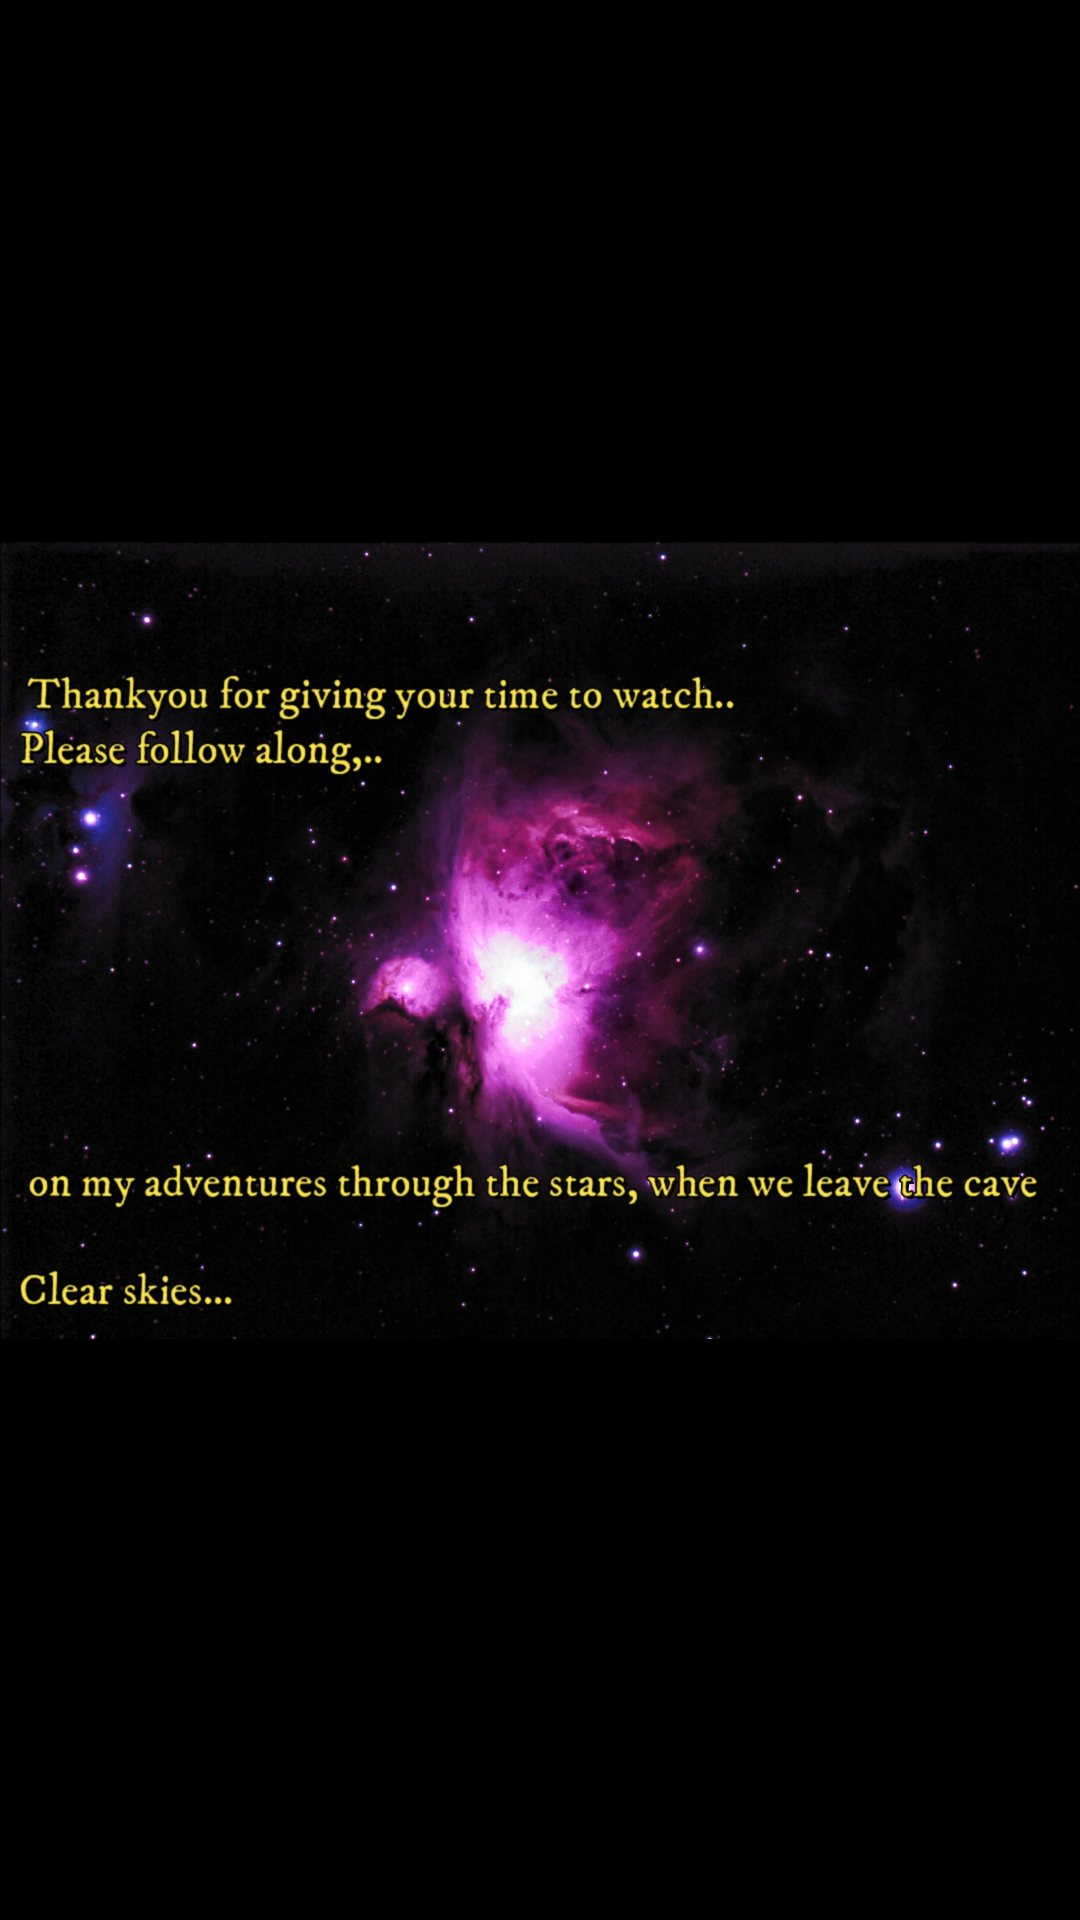 Thankyou for giving your time to watch..
Please follow along,..
on my adventures through the stars, when we leave the cave
Clear skies...